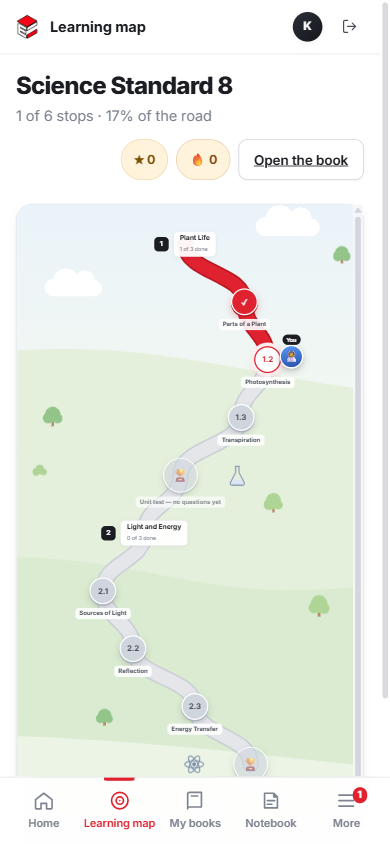 Learning map
K
Science Standard 8
1 of 6 stops · 17% of the road
★ 0
0
Open the book
1
Plant Life
1 of 3 done
✓
Parts of a Plant
You
1.2
Photosynthesis
1.3
Transpiration
Unit test — no questions yet
2
Light and Energy
0 of 3 done
2.1
Sources of Light
2.2
Reflection
2.3
Energy Transfer
1
Home
Learning map
My books
Notebook
More